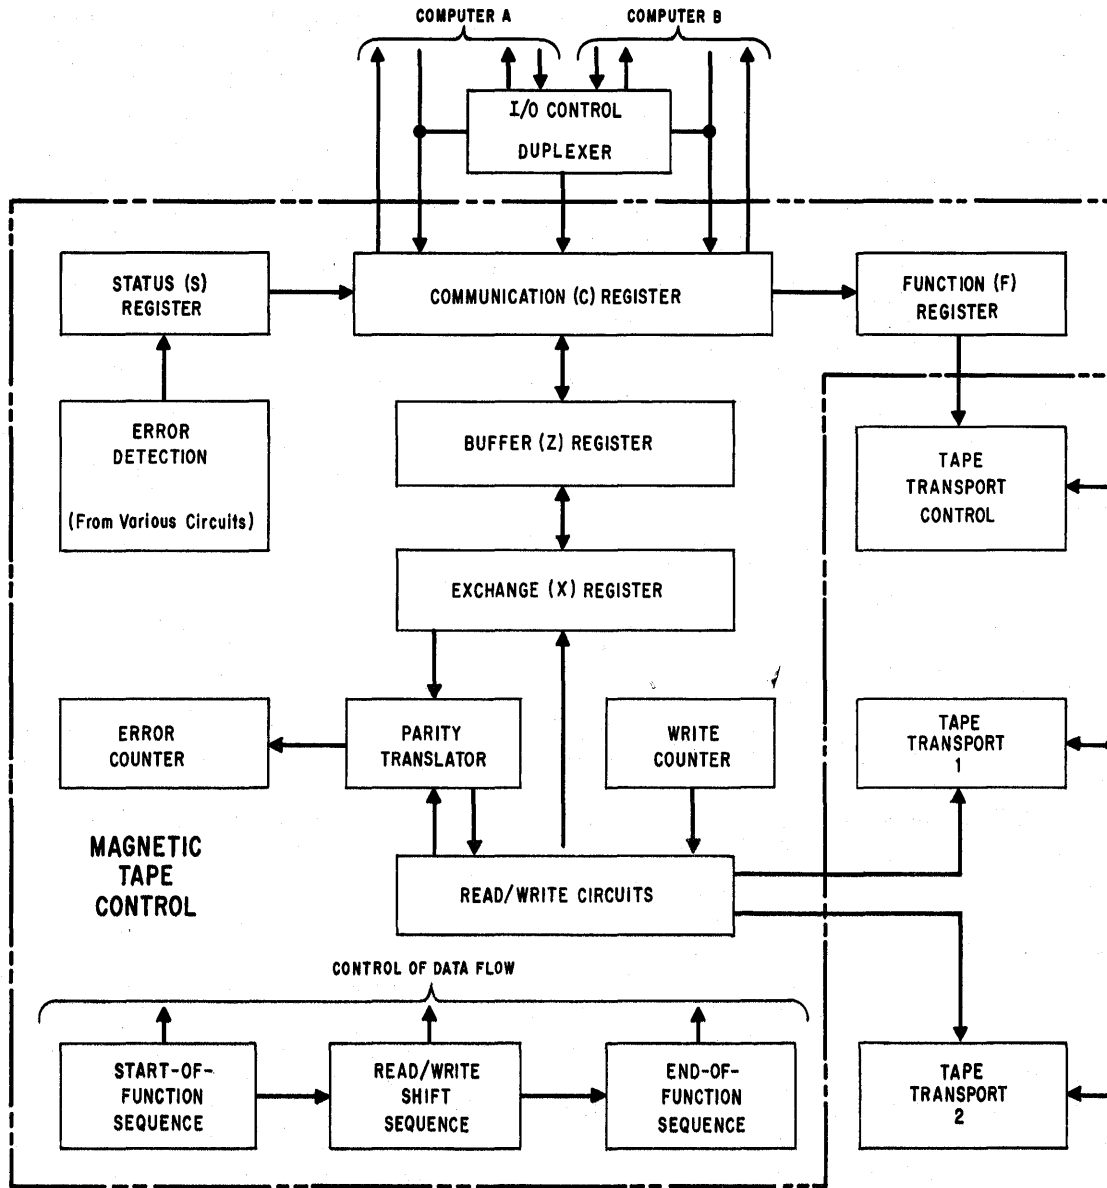 COMPUTER A
COMPUTER B
I/O CONTROL
DUPLEXER
STATUS (S)
REGISTER
COMMUNICATION (C) REGISTER
FUNCTION (F)
REGISTER
ERROR
DETECTION
(From Various Circuits)
BUFFER (Z) REGISTER
TAPE
TRANSPORT
CONTROL
EXCHANGE (X) REGISTER
ERROR
COUNTER
PARITY
TRANSLATOR
WRITE
COUNTER
TAPE
TRANSPORT
1
MAGNETIC
TAPE
CONTROL
READ/WRITE CIRCUITS
CONTROL OF DATA FLOW
START-OF-
FUNCTION
SEQUENCE
READ/WRITE
SHIFT
SEQUENCE
END-OF-
FUNCTION
SEQUENCE
TAPE
TRANSPORT
2